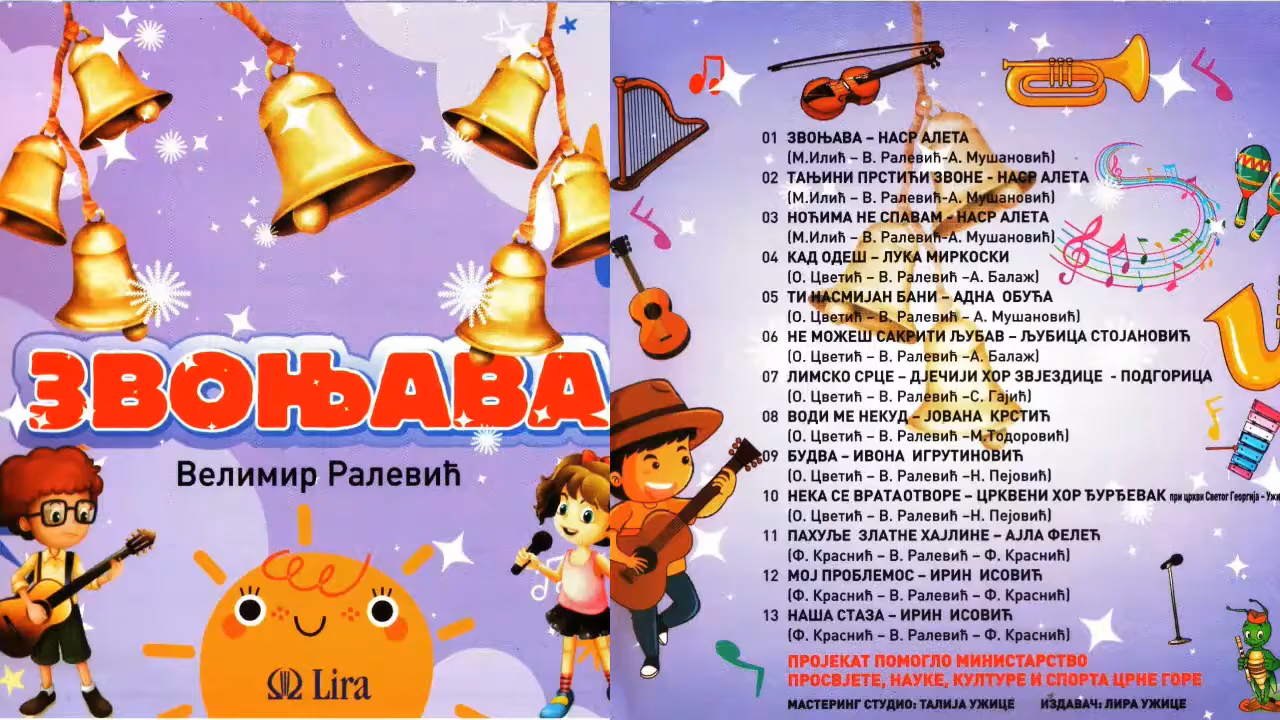 ЗВОЊАВА
Велимир Ралевић
Lira
01 ЗВОЊАВА – НАСР АЛЕТА
(М.Илић – В. Ралевић-А. Мушановић)
02 ТАЊИНИ ПРСТИЋИ ЗВОНЕ - НАСР АЛЕТА
(М.Илић – В. Ралевић-А. Мушановић)
03 НОЋИМА НЕ СПАВАМ - НАСР АЛЕТА
(М.Илић – В. Ралевић-А. Мушановић)
04 КАД ОДЕШ – ЛУКА МИРКОСКИ
(О. Цветић – В. Ралевић –А. Балаж)
05 ТИ НАСМИЈАН БАНИ – АДНА ОБУЋА
(О. Цветић – В. Ралевић – А. Мушановић)
06 НЕ МОЖЕШ САКРИТИ ЉУБАВ – ЉУБИЦА СТОЈАНОВИЋ
(О. Цветић – В. Ралевић –А. Балаж)
07 ЛИМСКО СРЦЕ – ДЈЕЧИЈИ ХОР ЗВЈЕЗДИЦЕ - ПОДГОРИЦА
(О. Цветић – В. Ралевић –С. Гајић)
08 ВОДИ МЕ НЕКУД – ЈОВАНА КРСТИЋ
(О. Цветић – В. Ралевић –М.Тодоровић)
09 БУДВА – ИВОНА ИГРУТИНОВИЋ
(О. Цветић – В. Ралевић –Н. Пејовић)
10 НЕКА СЕ ВРАТАОТВОРЕ – ЦРКВЕНИ ХОР ЂУРЂЕВАК при цркви Светог Георгија - Ужи
(О. Цветић – В. Ралевић –Н. Пејовић)
11 ПАХУЉЕ ЗЛАТНЕ ХАЈЛИНЕ – АЈЛА ФЕЛЕЋ
(Ф. Краснић – В. Ралевић – Ф. Краснић)
12 МОЈ ПРОБЛЕМОС – ИРИН ИСОВИЋ
(Ф. Краснић – В. Ралевић – Ф. Краснић)
13 НАША СТАЗА – ИРИН ИСОВИЋ
(Ф. Краснић – В. Ралевић – Ф. Краснић)
ПРОЈЕКАТ ПОМОГЛО МИНИСТАРСТВО
ПРОСВЈЕТЕ, НАУКЕ, КУЛТУРЕ И СПОРТА ЦРНЕ ГОРЕ
МАСТЕРИНГ СТУДИО: ТАЛИЈА УЖИЦЕ ИЗДАВАЧ: ЛИРА УЖИЦЕ